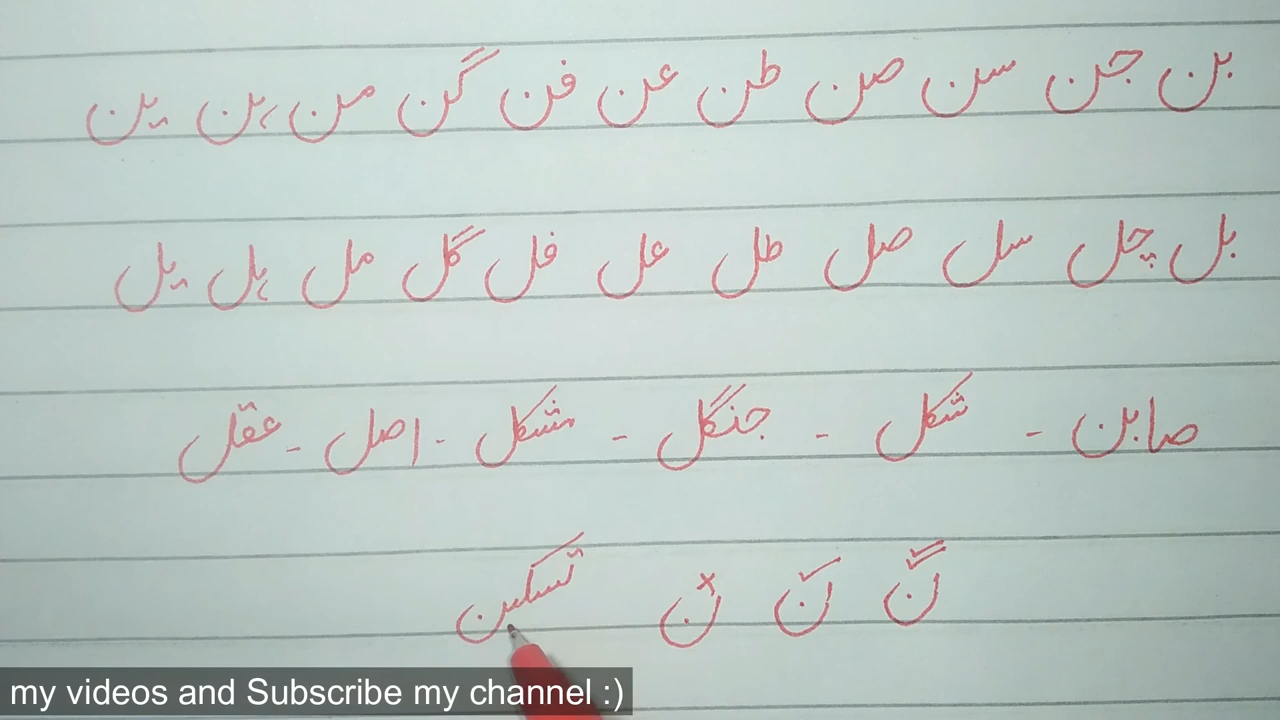 بن جن سن صن طن عن فن گن من ہن ین
بل چل سل صل طل عل فل گل مل ہل یل
صابن - شکل - جنگل - مشکل - اصل - عقل
تسکین
my videos and Subscribe my channel :)